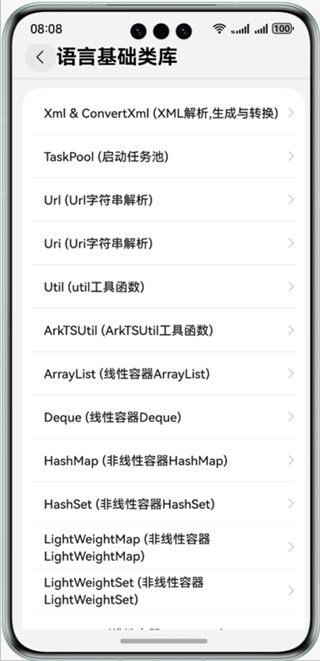 08:08
100
语言基础类库
Xml & ConvertXml (XML解析,生成与转换)
TaskPool (启动任务池)
Url (Url字符串解析)
Uri (Uri字符串解析)
Util (util工具函数)
ArkTSUtil (ArkTSUtil工具函数)
ArrayList (线性容器ArrayList)
Deque (线性容器Deque)
HashMap (非线性容器HashMap)
HashSet (非线性容器HashSet)
LightWeightMap (非线性容器
LightWeightMap)
LightWeightSet (非线性容器
LightWeightSet)